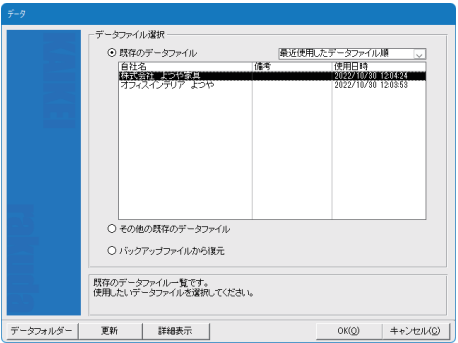 データ
データファイル選択
既存のデータファイル
最近使用したデータファイル順
自社名 備考 使用日時
株式会社 よつや家具 2022/10/30 12:04:24
オフィスインテリア よつや 2022/10/30 12:03:53
その他の既存のデータファイル
バックアップファイルから復元
既存のデータファイル一覧です。
使用したいデータファイルを選択してください。
データフォルダー 更新 詳細表示 OK(O) キャンセル(C)